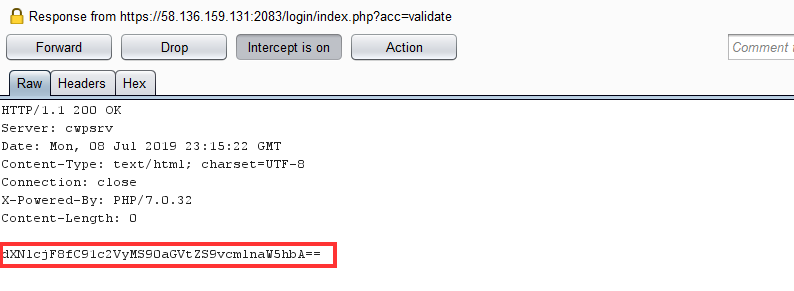 Response from https://58.136.159.131:2083/login/index.php?acc=validate
Forward Drop Intercept is on Action Comment t
Raw Headers Hex
HTTP/1.1 200 OK
Server: cwpsrv
Date: Mon, 08 Jul 2019 23:15:22 GMT
Content-Type: text/html; charset=UTF-8
Connection: close
X-Powered-By: PHP/7.0.32
Content-Length: 0
dXNlcjF8fC91c2VyMS90aGVtZS9vcmlnaW5hbA==